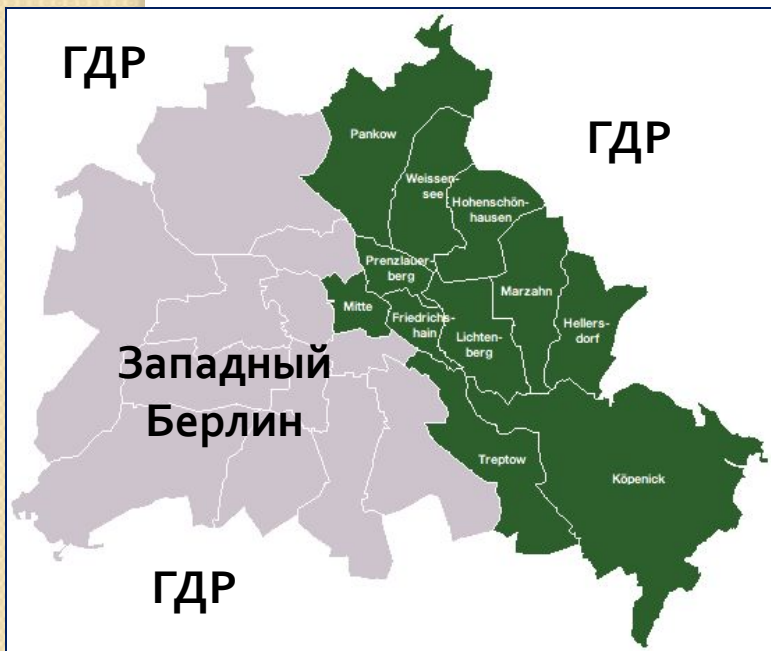 ГДР
ГДР
Pankow
Weissen-
see
Hohenschön-
hausen
Prenzlauer-
berg
Mitte
Friedrichs-
hain
Lichten-
berg
Marzahn
Hellers-
dorf
Западный
Берлин
Treptow
Köpenick
ГДР